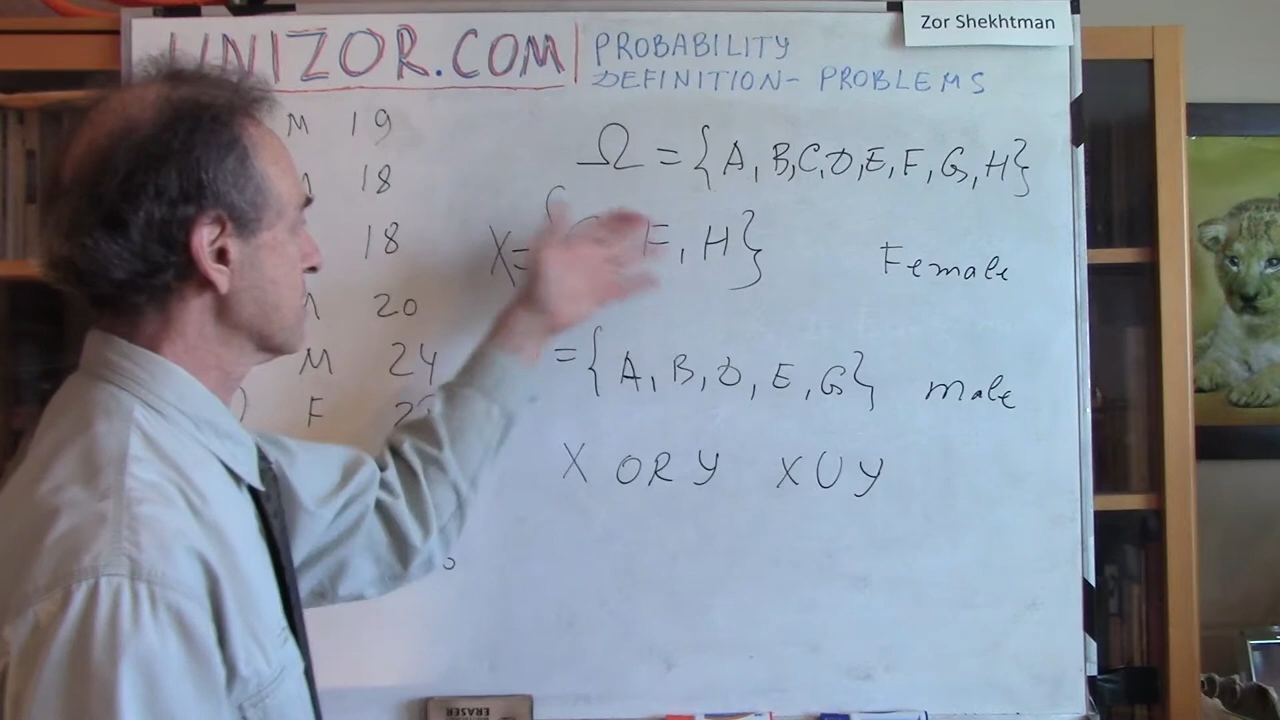 Zor Shekhtman
UNIZOR.COM
PROBABILITY
DEFINITION- PROBLEMS
M 19
18
18
20
M 24
F
Ω = {A, B, C, D, E, F, G, H}
X= F, H} Female
= {A, B, D, E, G} male
X OR Y X U Y
ERASER